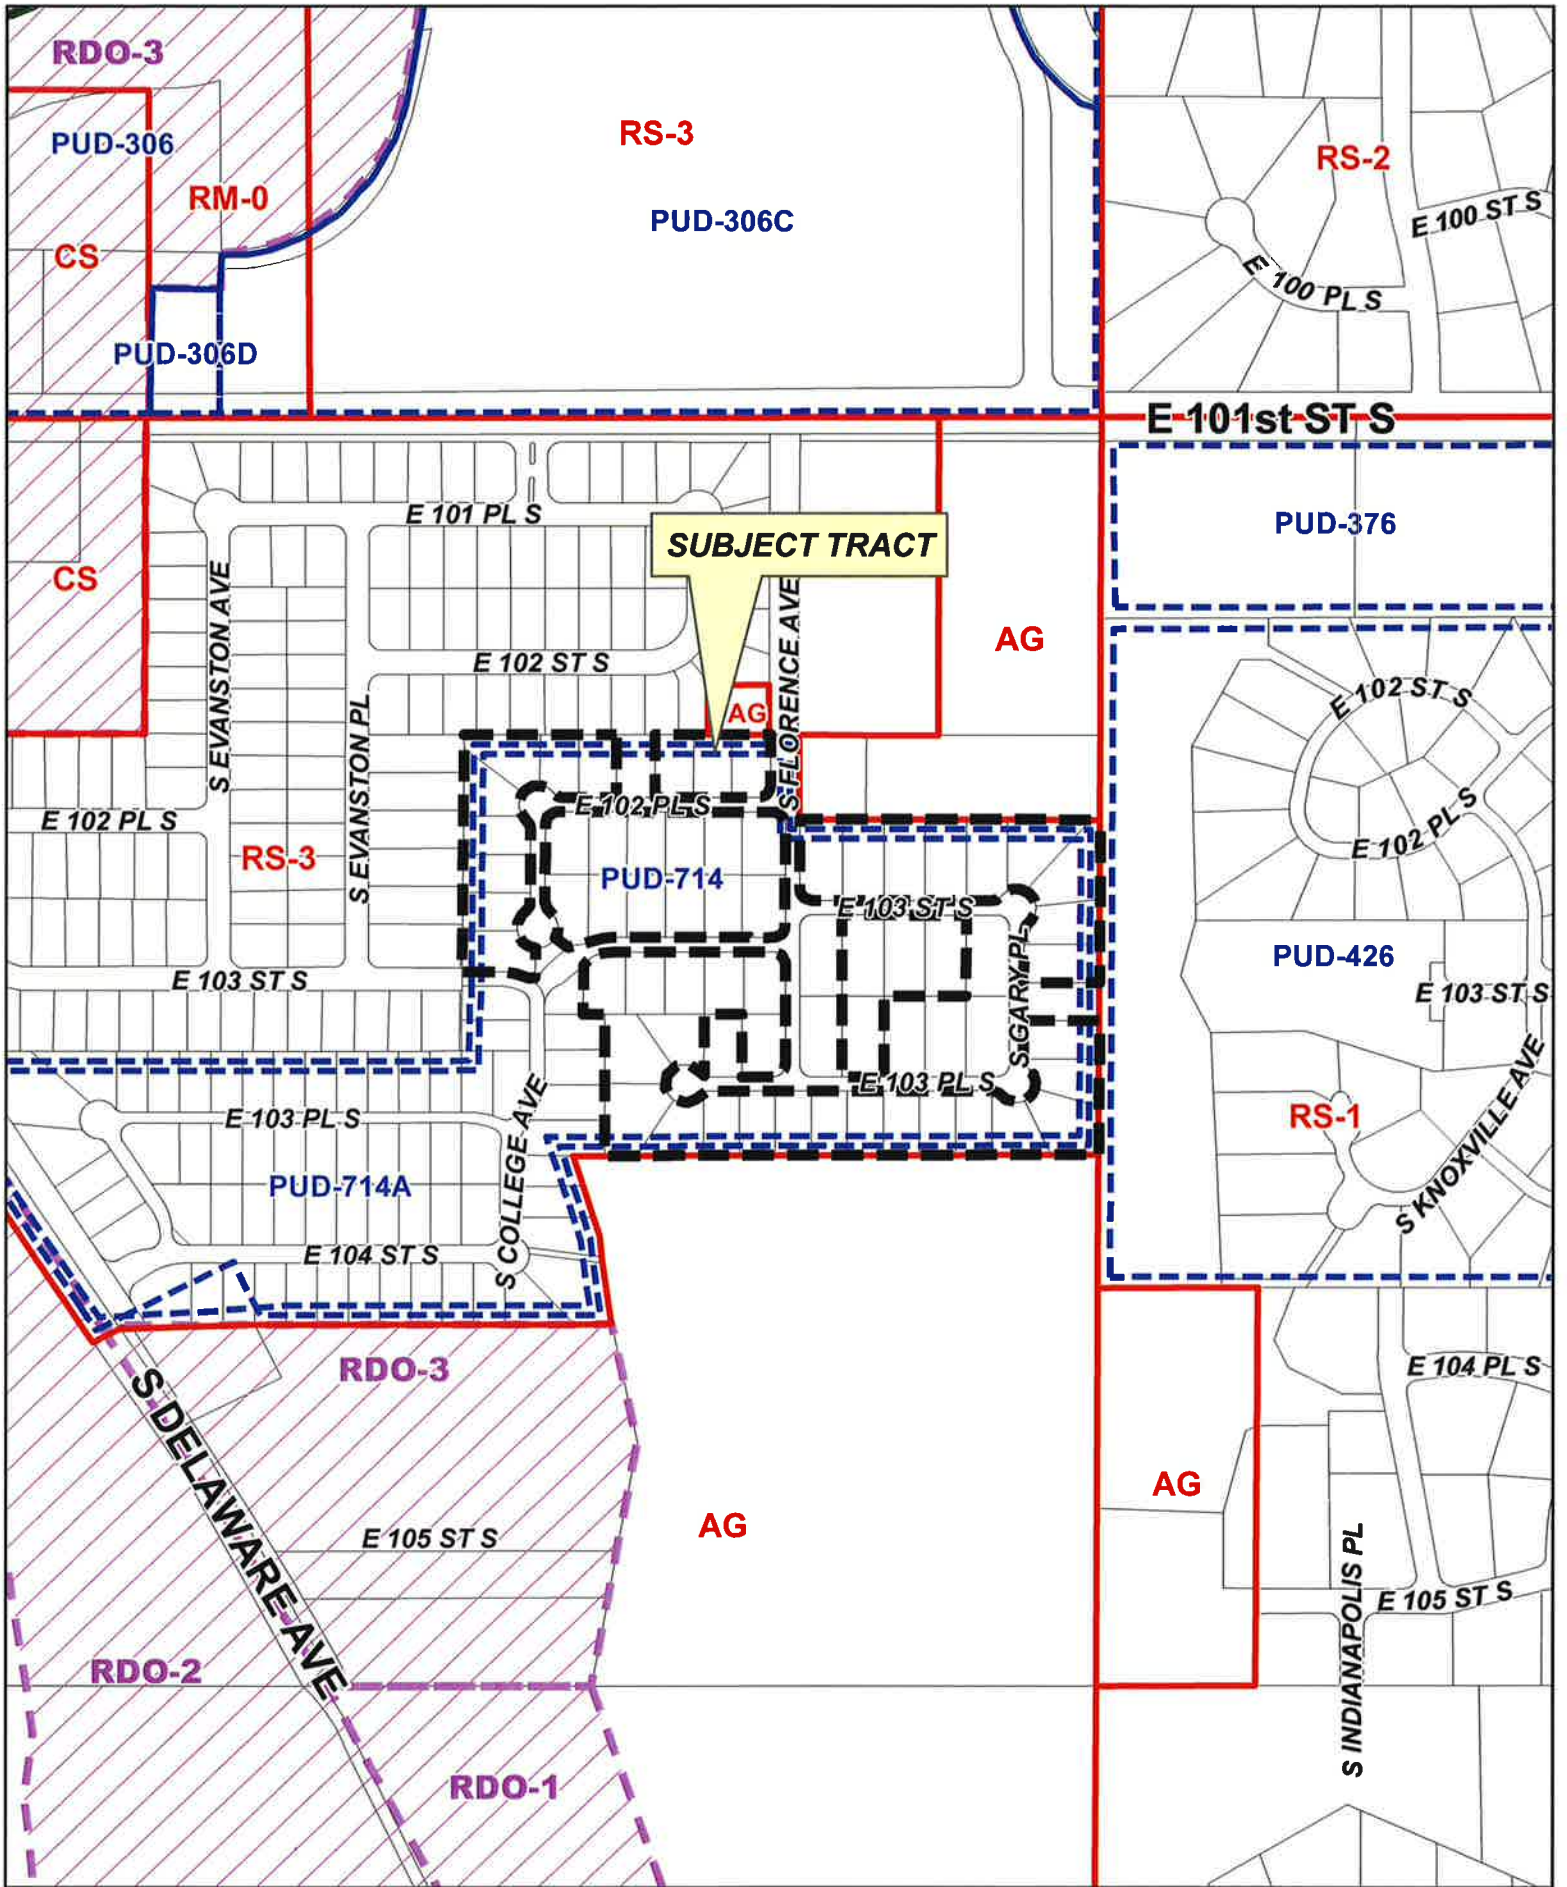 RDO-3
PUD-306
RS-3
RS-2
RM-0
E 100 ST S
PUD-306C
CS
E 100 PL S
PUD-306D
E 101st ST S
E 101 PL S
PUD-376
SUBJECT TRACT
CS
S EVANSTON AVE
S FLORENCE AVE
AG
E 102 ST S
E 102 ST S
S EVANSTON PL
AG
E 102 PL S
E 102 PL S
E 102 PL S
RS-3
PUD-714
E 103 ST S
PUD-426
E 103 ST S
E 103 ST S
S GARY PL
E 103 PL S
E 103 PL S
S COLLEGE AVE
RS-1
S KNOXVILLE AVE
PUD-714A
E 104 ST S
RDO-3
E 104 PL S
S DELAWARE AVE
AG
AG
E 105 ST S
E 105 ST S
S INDIANAPOLIS PL
RDO-2
RDO-1